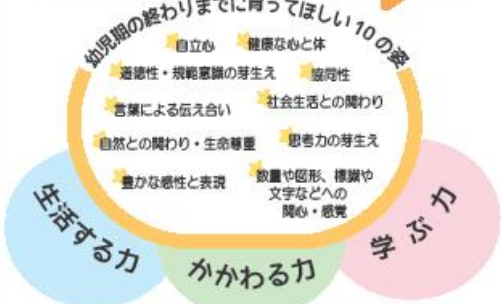 幼児期の終わりまでに育ってほしい10の姿
自立心
健康な心と体
道徳性・規範意識の芽生え
協同性
言葉による伝え合い
社会生活との関わり
自然との関わり・生命尊重
思考力の芽生え
豊かな感性と表現
数量や図形、標識や
文字などへの
関心・感覚
生活する力
かかわる力
学ぶ力